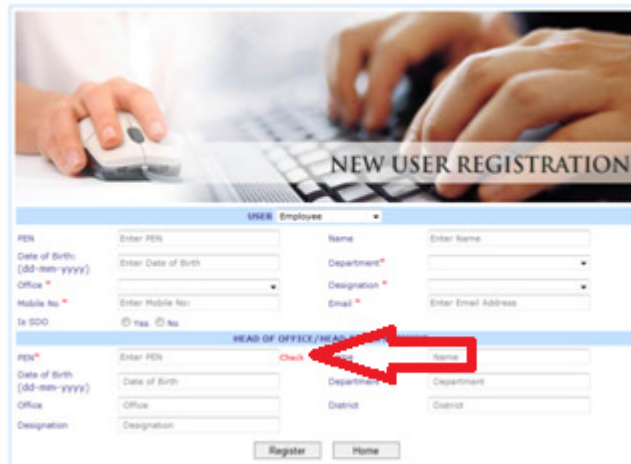 NEW USER REGISTRATION
USER Employee
PEN Enter PEN Name Enter Name
Date of Birth: (dd-mm-yyyy) Enter Date of Birth Department*
Office * Designation *
Mobile No * Enter Mobile No: Email * Enter Email Address
Is SDO Yes No
HEAD OF OFFICE/HEAD
PEN* Enter PEN Check Name
Date of Birth (dd-mm-yyyy) Date of Birth Department Department
Office Office District District
Designation Designation
Register Home